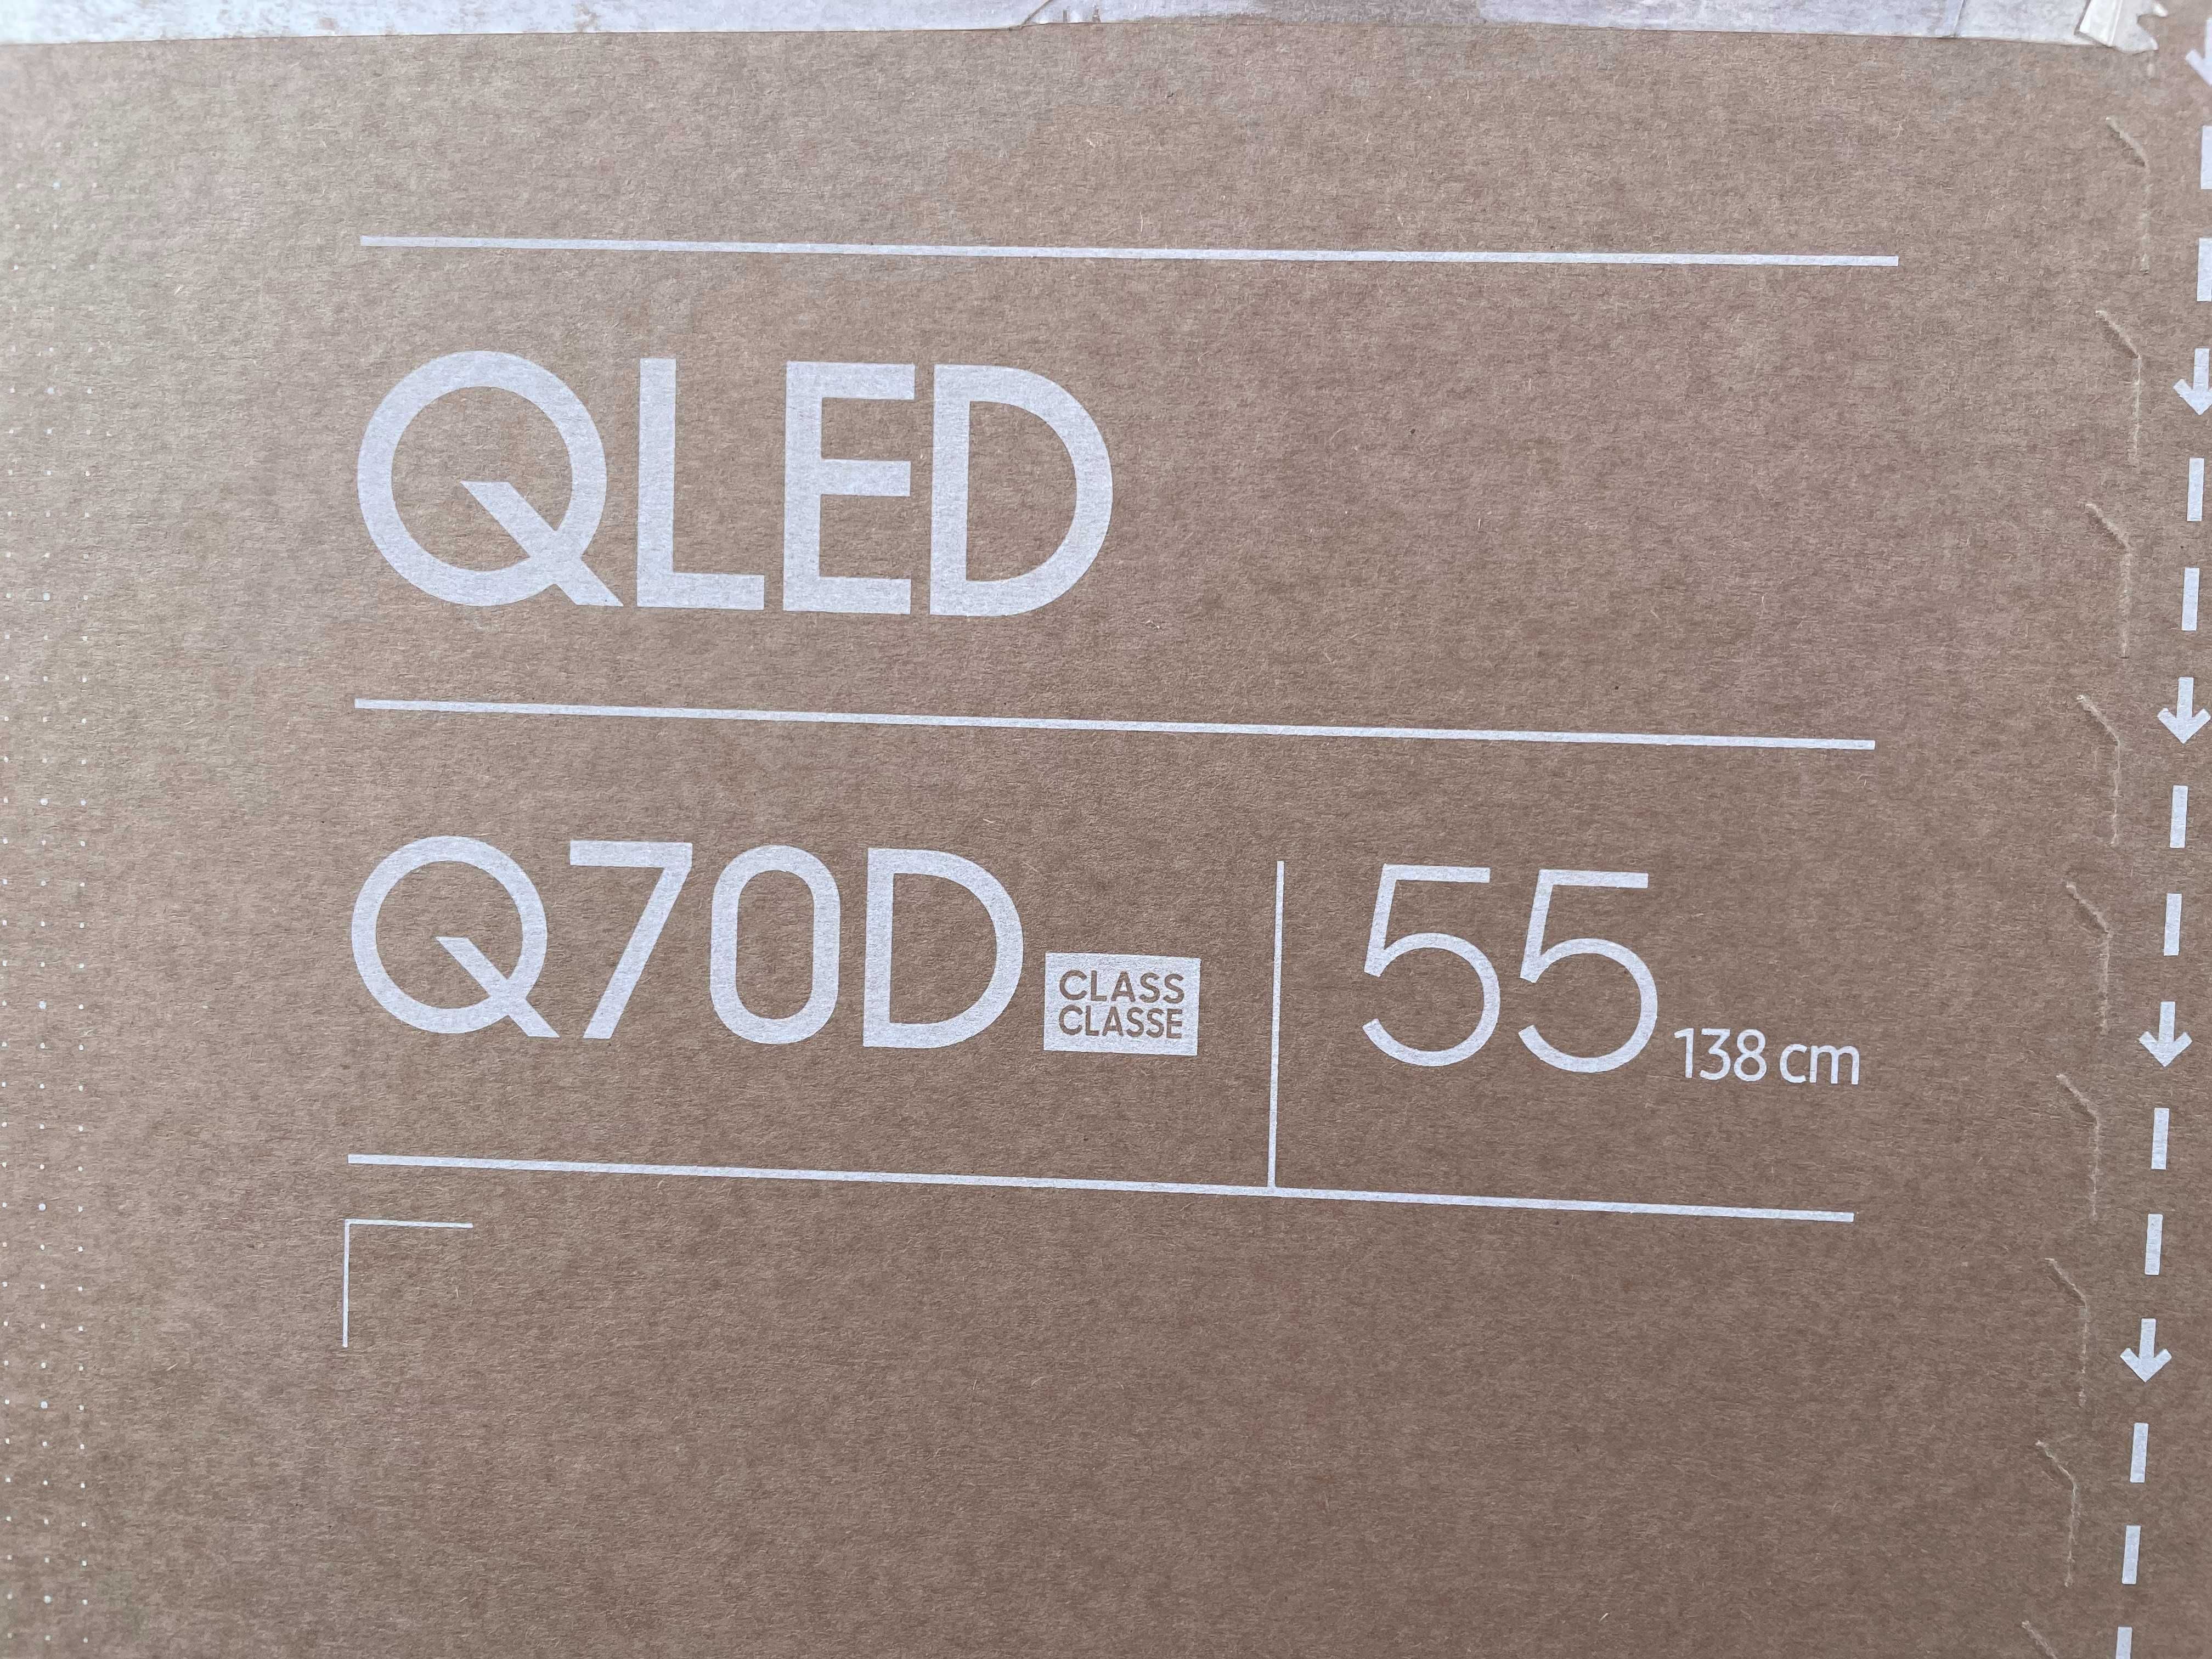 QLED
Q70D CLASS CLASSE 55 138 cm